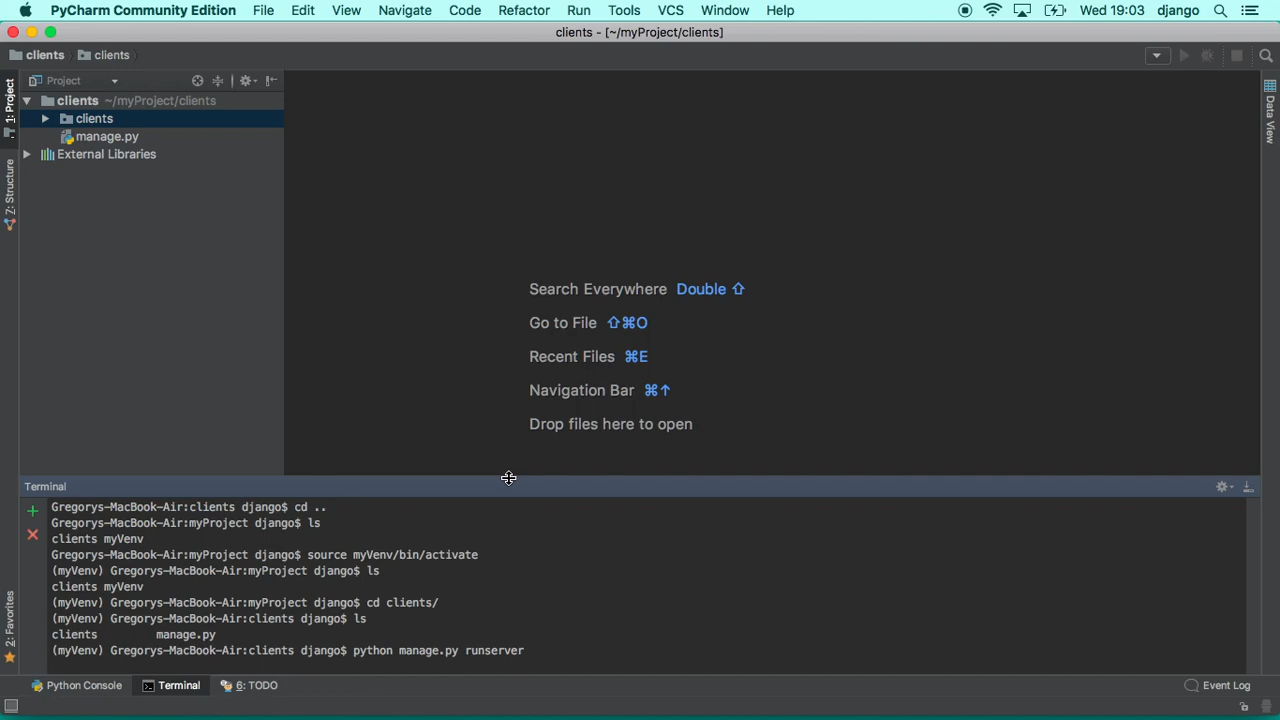 PyCharm Community Edition File Edit View Navigate Code Refactor Run Tools VCS Window Help Wed 19:03 django
clients - [~/myProject/clients]
clients clients
1: Project
Z: Structure
2: Favorites
Project
clients ~/myProject/clients
clients
manage.py
External Libraries
Data View
Search Everywhere Double ⇧
Go to File ⇧⌘O
Recent Files ⌘E
Navigation Bar ⌘↑
Drop files here to open
Terminal
Gregorys-MacBook-Air:clients django$ cd ..
Gregorys-MacBook-Air:myProject django$ ls
clients myVenv
Gregorys-MacBook-Air:myProject django$ source myVenv/bin/activate
(myVenv) Gregorys-MacBook-Air:myProject django$ ls
clients myVenv
(myVenv) Gregorys-MacBook-Air:myProject django$ cd clients/
(myVenv) Gregorys-MacBook-Air:clients django$ ls
clients manage.py
(myVenv) Gregorys-MacBook-Air:clients django$ python manage.py runserver
Python Console Terminal 6: TODO Event Log